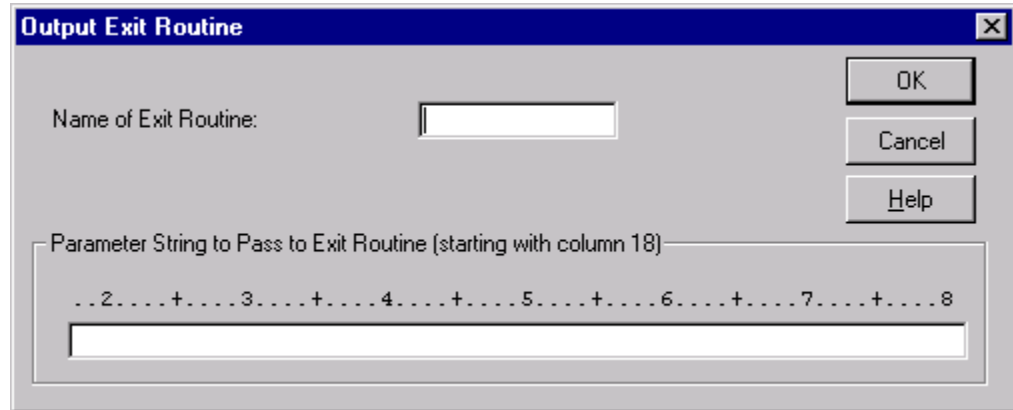 Output Exit Routine
OK
Name of Exit Routine:
Cancel
Help
Parameter String to Pass to Exit Routine (starting with column 18)
..2....+....3....+....4....+....5....+....6....+....7....+....8